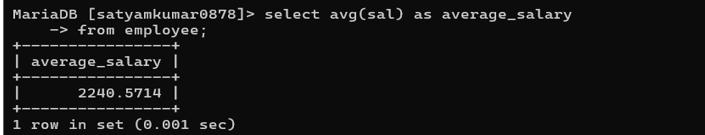 MariaDB [satyamkumar0878]> select avg(sal) as average_salary
    -> from employee;
+----------------+
| average_salary |
+----------------+
|      2240.5714 |
+----------------+
1 row in set (0.001 sec)